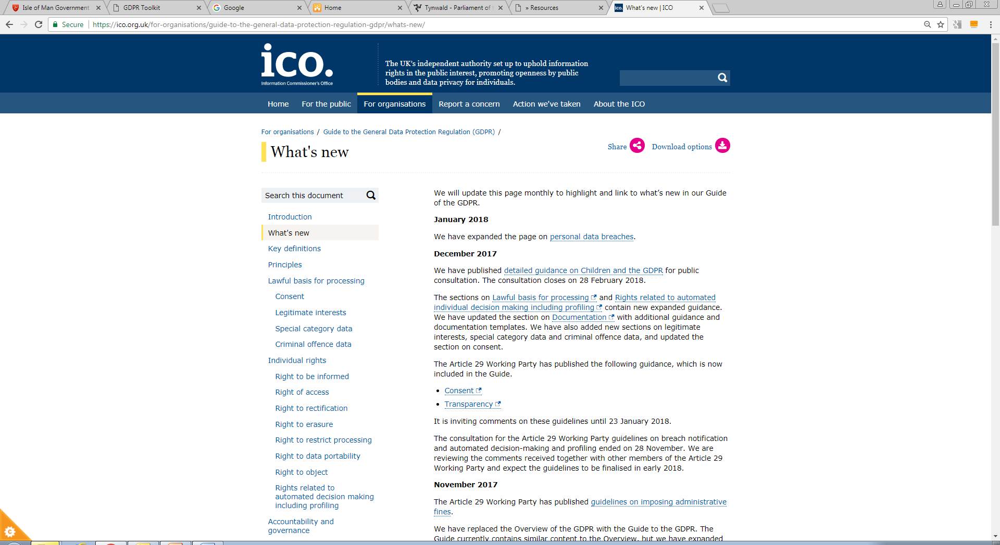 Isle of Man Government
GDPR Toolkit
Google
Home
Tynwald - Parliament of
» Resources
What's new | ICO
Secure
https://ico.org.uk/for-organisations/guide-to-the-general-data-protection-regulation-gdpr/whats-new/
ico.
Information Commissioner's Office
The UK's independent authority set up to uphold information
rights in the public interest, promoting openness by public
bodies and data privacy for individuals.
Home
For the public
For organisations
Report a concern
Action we've taken
About the ICO
For organisations / Guide to the General Data Protection Regulation (GDPR) /
What's new
Share
Download options
Search this document
Introduction
What's new
Key definitions
Principles
Lawful basis for processing
Consent
Legitimate interests
Special category data
Criminal offence data
Individual rights
Right to be informed
Right of access
Right to rectification
Right to erasure
Right to restrict processing
Right to data portability
Right to object
Rights related to
automated decision making
including profiling
Accountability and
governance
We will update this page monthly to highlight and link to what's new in our Guide
of the GDPR.
January 2018
We have expanded the page on personal data breaches.
December 2017
We have published detailed guidance on Children and the GDPR for public
consultation. The consultation closes on 28 February 2018.
The sections on Lawful basis for processing and Rights related to automated
individual decision making including profiling contain new expanded guidance.
We have updated the section on Documentation with additional guidance and
documentation templates. We have also added new sections on legitimate
interests, special category data and criminal offence data, and updated the
section on consent.
The Article 29 Working Party has published the following guidance, which is now
included in the Guide.
• Consent
• Transparency
It is inviting comments on these guidelines until 23 January 2018.
The consultation for the Article 29 Working Party guidelines on breach notification
and automated decision-making and profiling ended on 28 November. We are
reviewing the comments received together with other members of the Article 29
Working Party and expect the guidelines to be finalised in early 2018.
November 2017
The Article 29 Working Party has published guidelines on imposing administrative
fines.
We have replaced the Overview of the GDPR with the Guide to the GDPR. The
Guide currently contains similar content to the Overview, but we have expanded